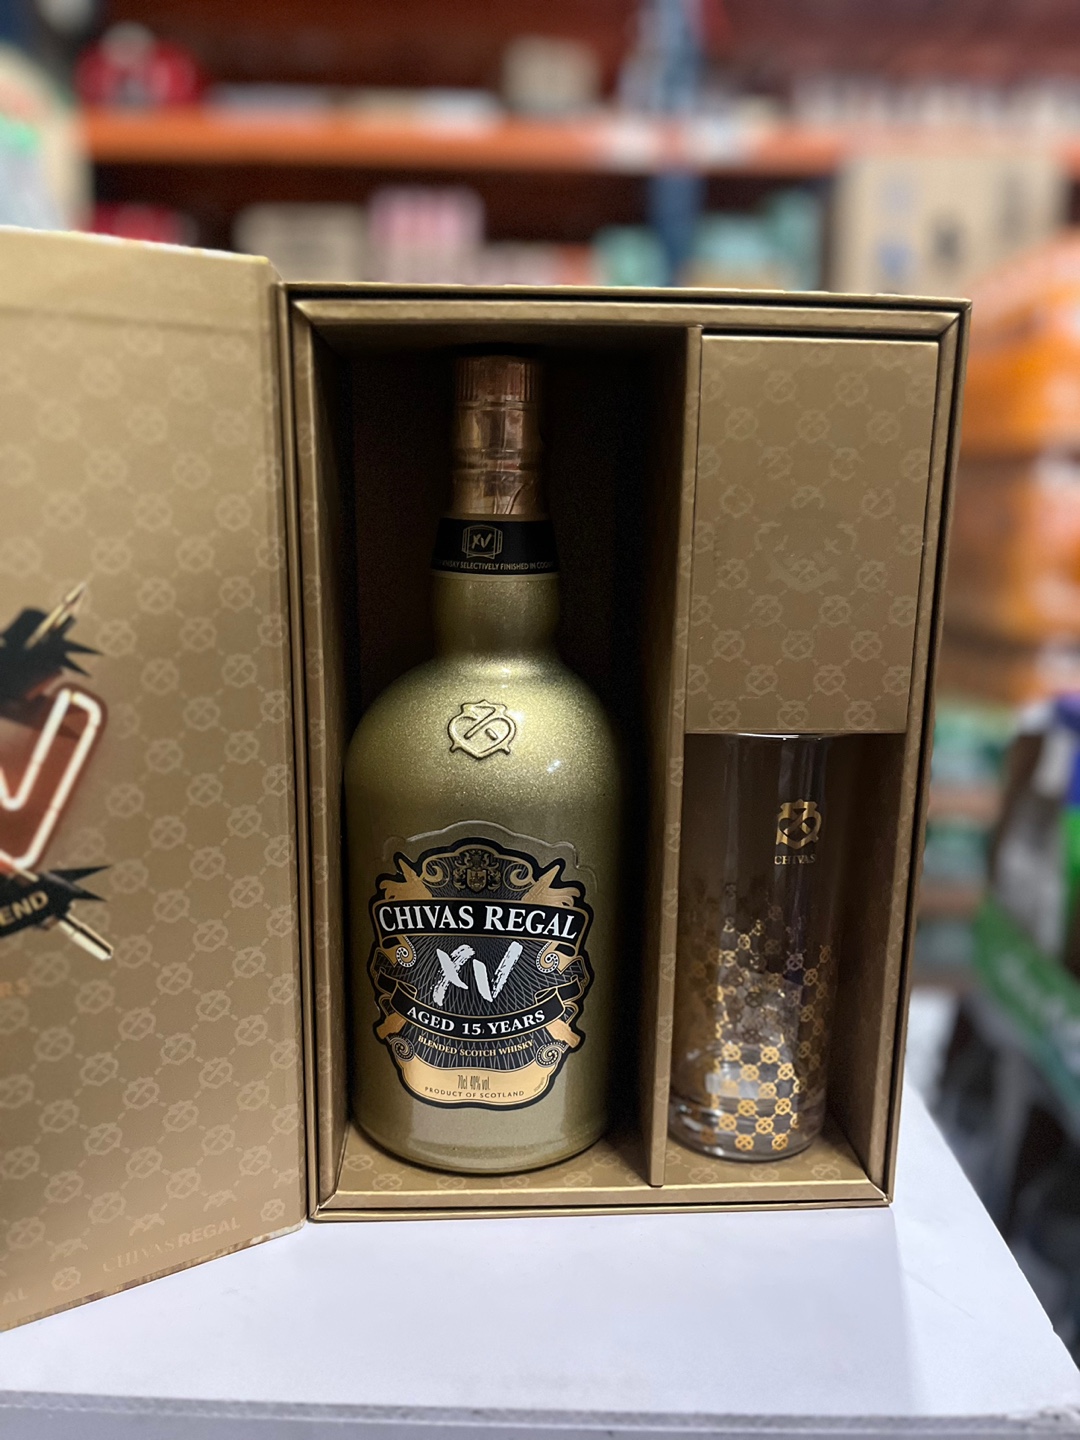 XV
WHISKY SELECTIVELY FINISHED IN COGNAC
CHIVAS REGAL
XV
AGED 15 YEARS
BLENDED SCOTCH WHISKY
70cl 40% vol.
PRODUCT OF SCOTLAND
CHIVAS
CHIVAS REGAL